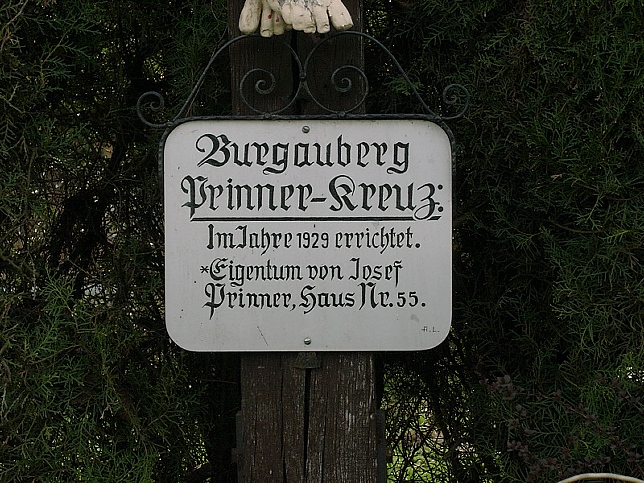 Burgauberg
Prinner-Kreuz:
Im Jahre 1929 errichtet.
*Eigentum von Josef
Prinner, Haus Nr. 55.
A.L.